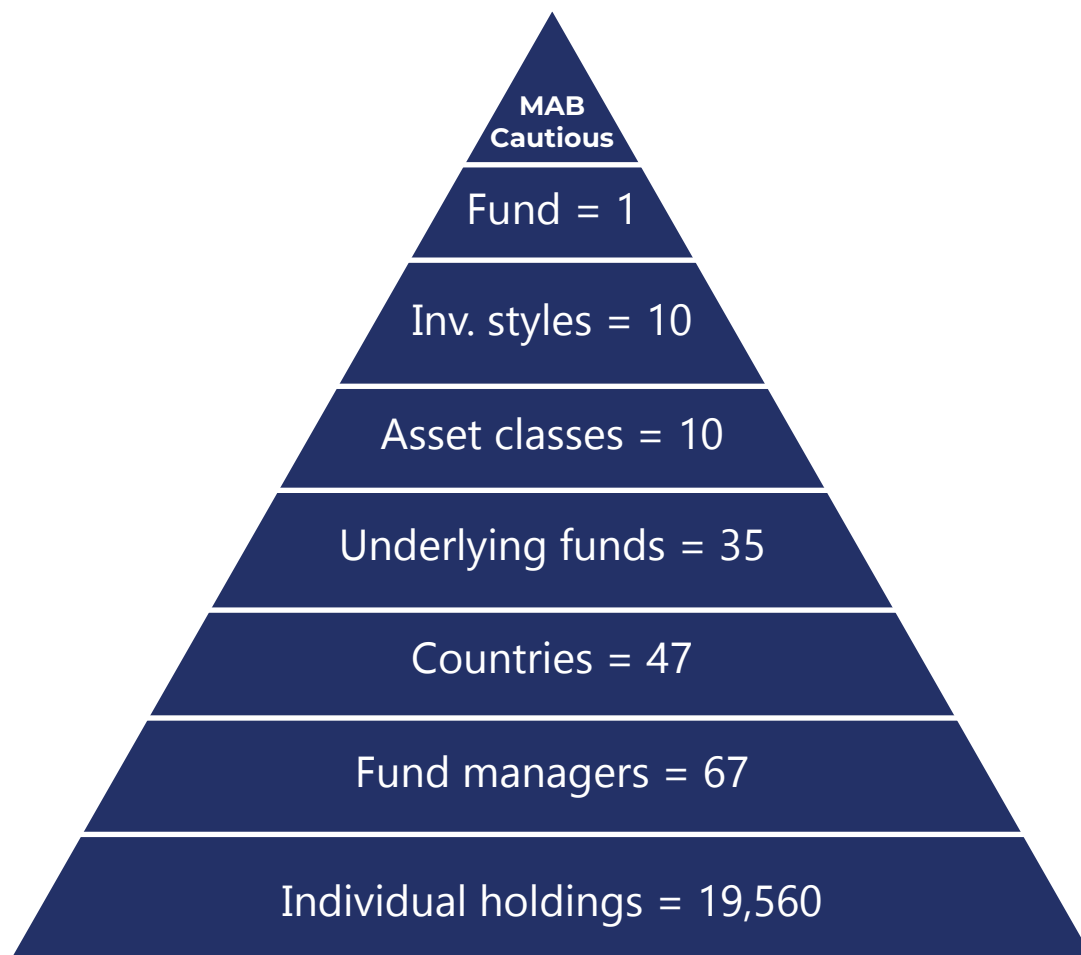 MAB
Cautious
Fund = 1
Inv. styles = 10
Asset classes = 10
Underlying funds = 35
Countries = 47
Fund managers = 67
Individual holdings = 19,560